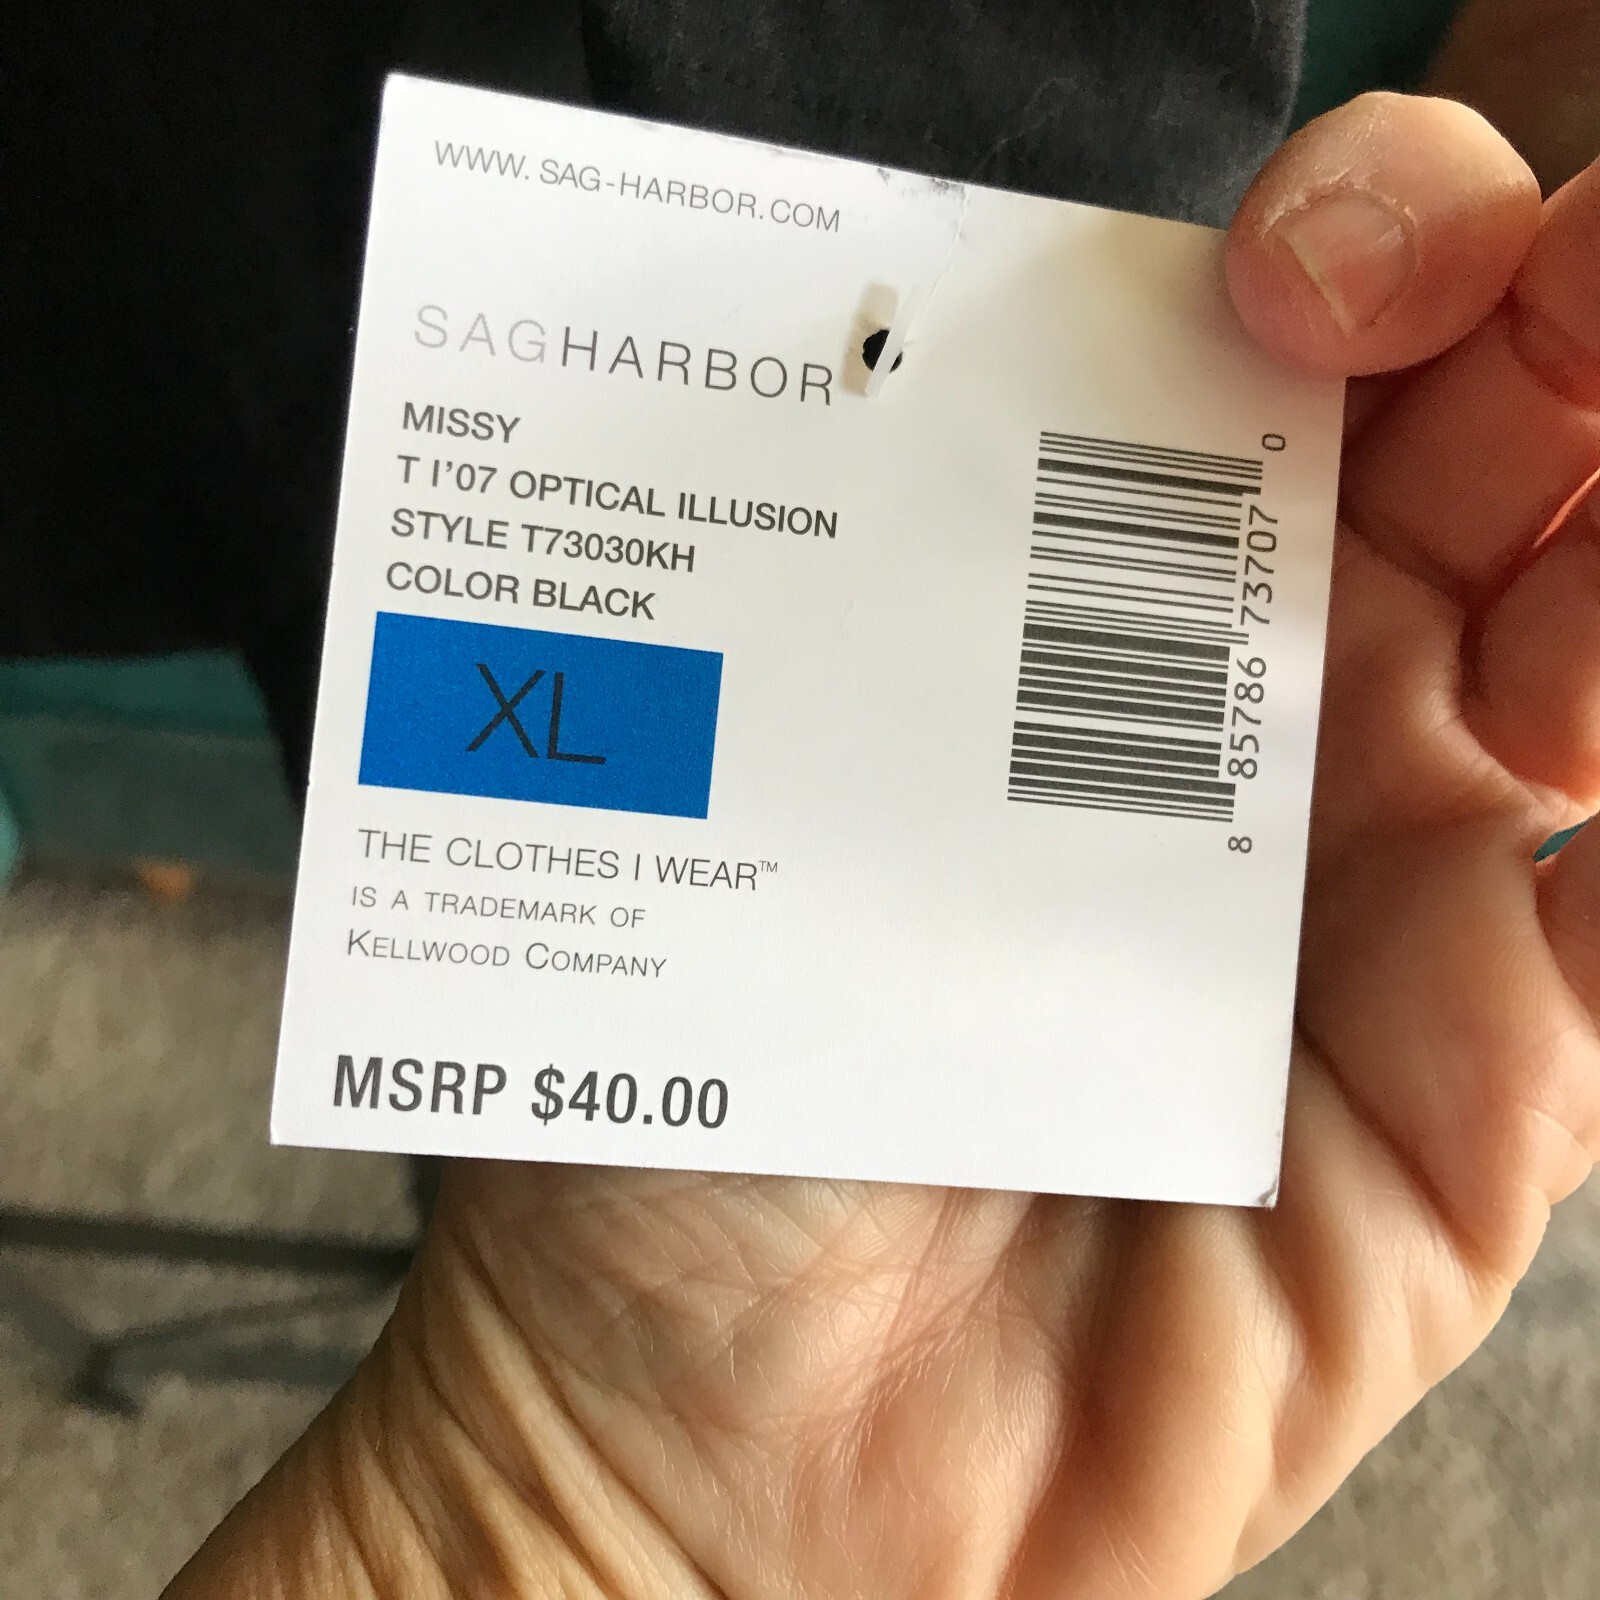 WWW. SAG-HARBOR.COM
SAGHARBOR
MISSY
T I'07 OPTICAL ILLUSION
STYLE T73030KH
COLOR BLACK
XL
THE CLOTHES I WEAR™
IS A TRADEMARK OF
KELLWOOD COMPANY
MSRP $40.00
8 85786 73707 0